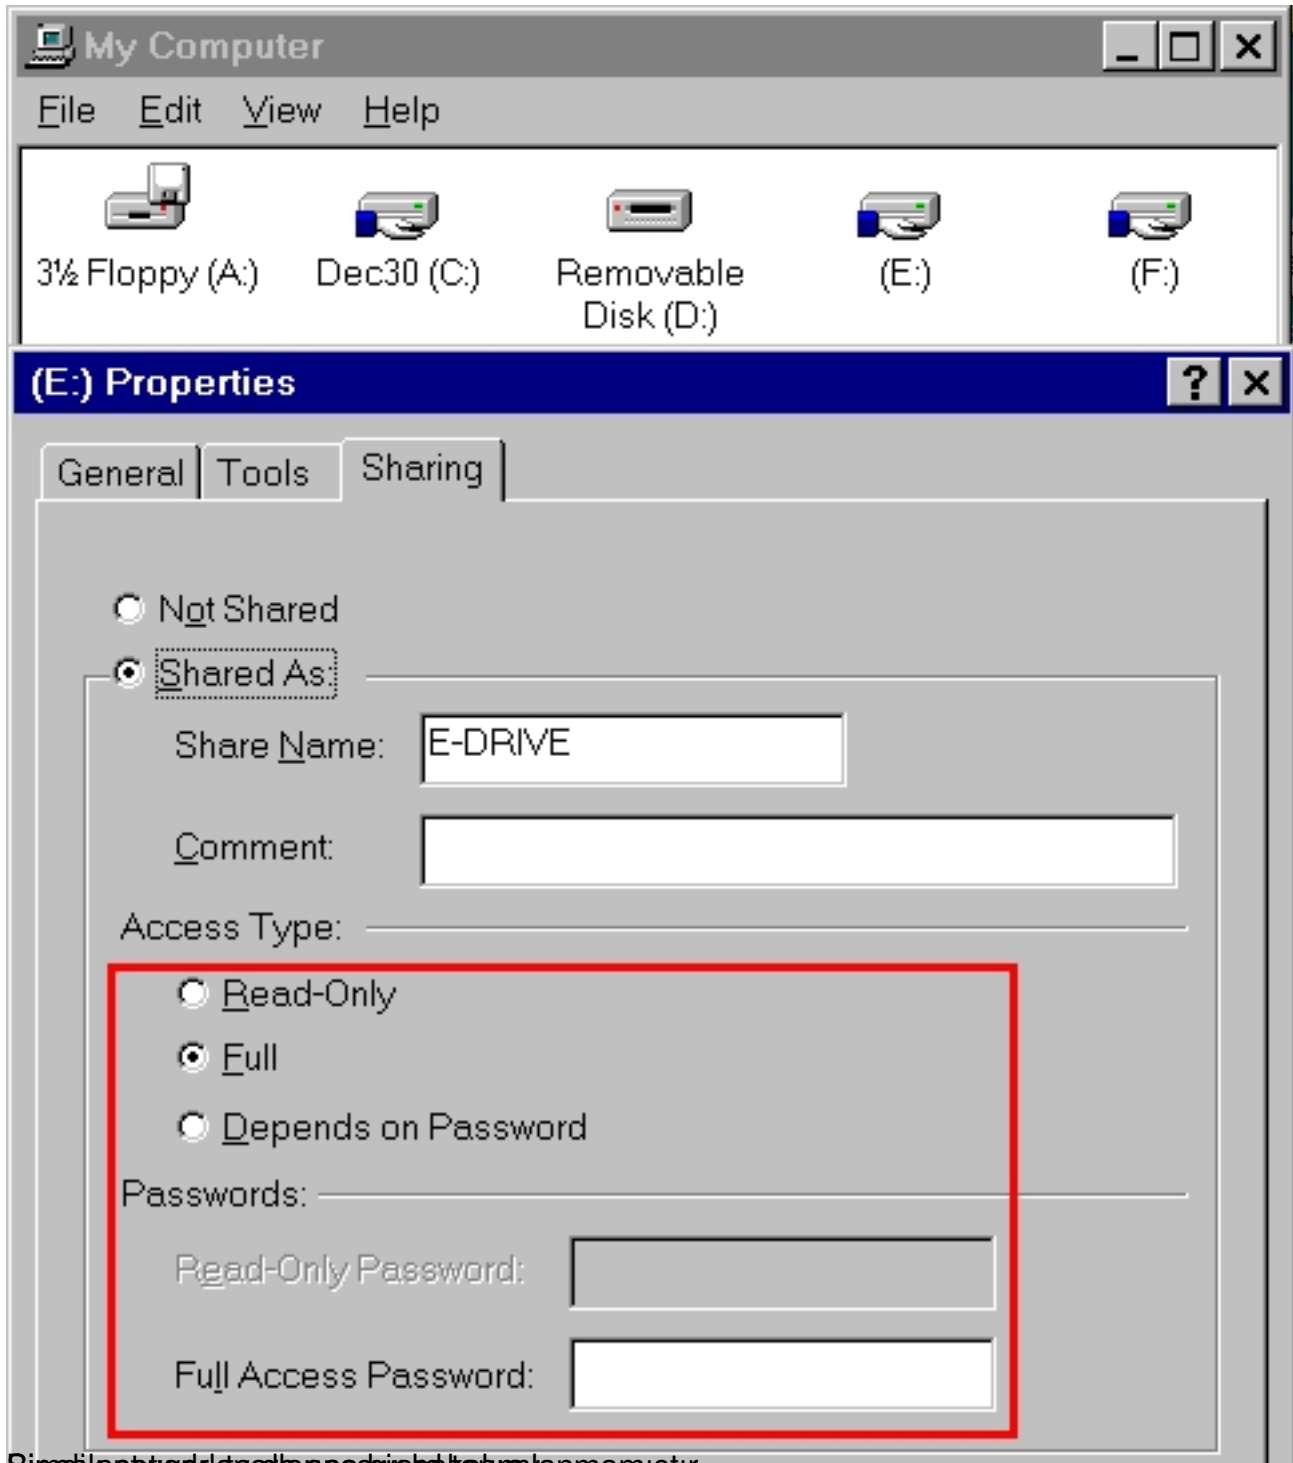 My Computer
File Edit View Help
3½ Floppy (A:) Dec30 (C:) Removable Disk (D:) (E:) (F:)
(E:) Properties
General Tools Sharing
Not Shared
Shared As:
Share Name: E-DRIVE
Comment:
Access Type:
Read-Only
Full
Depends on Password
Passwords:
Read-Only Password:
Full Access Password: